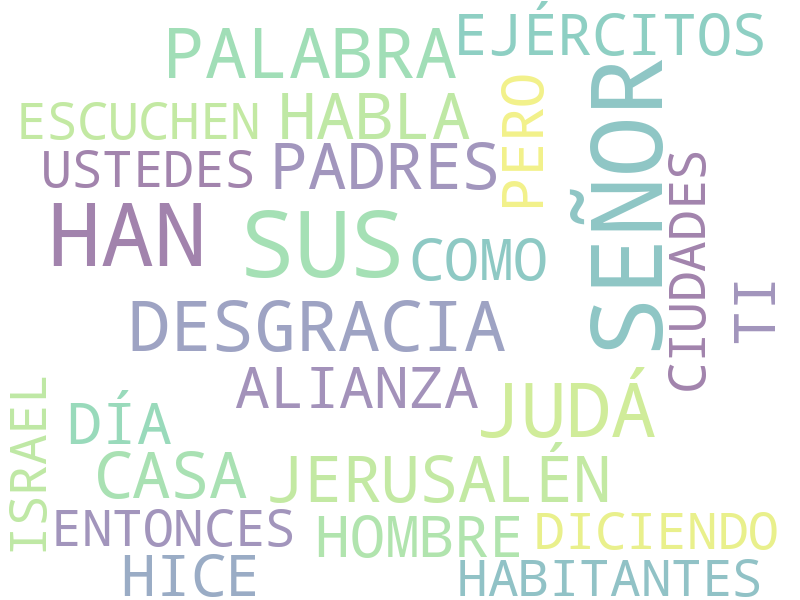 EJÉRCITOS
PALABRA
ESCUCHEN
HABLA
PERO
SEÑOR
USTEDES
PADRES
CIUDADES
HAN
SUS
COMO
TI
DESGRACIA
ALIANZA
JUDÁ
ISRAEL
DÍA
CASA
JERUSALÉN
ENTONCES
HOMBRE
DICIENDO
HICE
HABITANTES